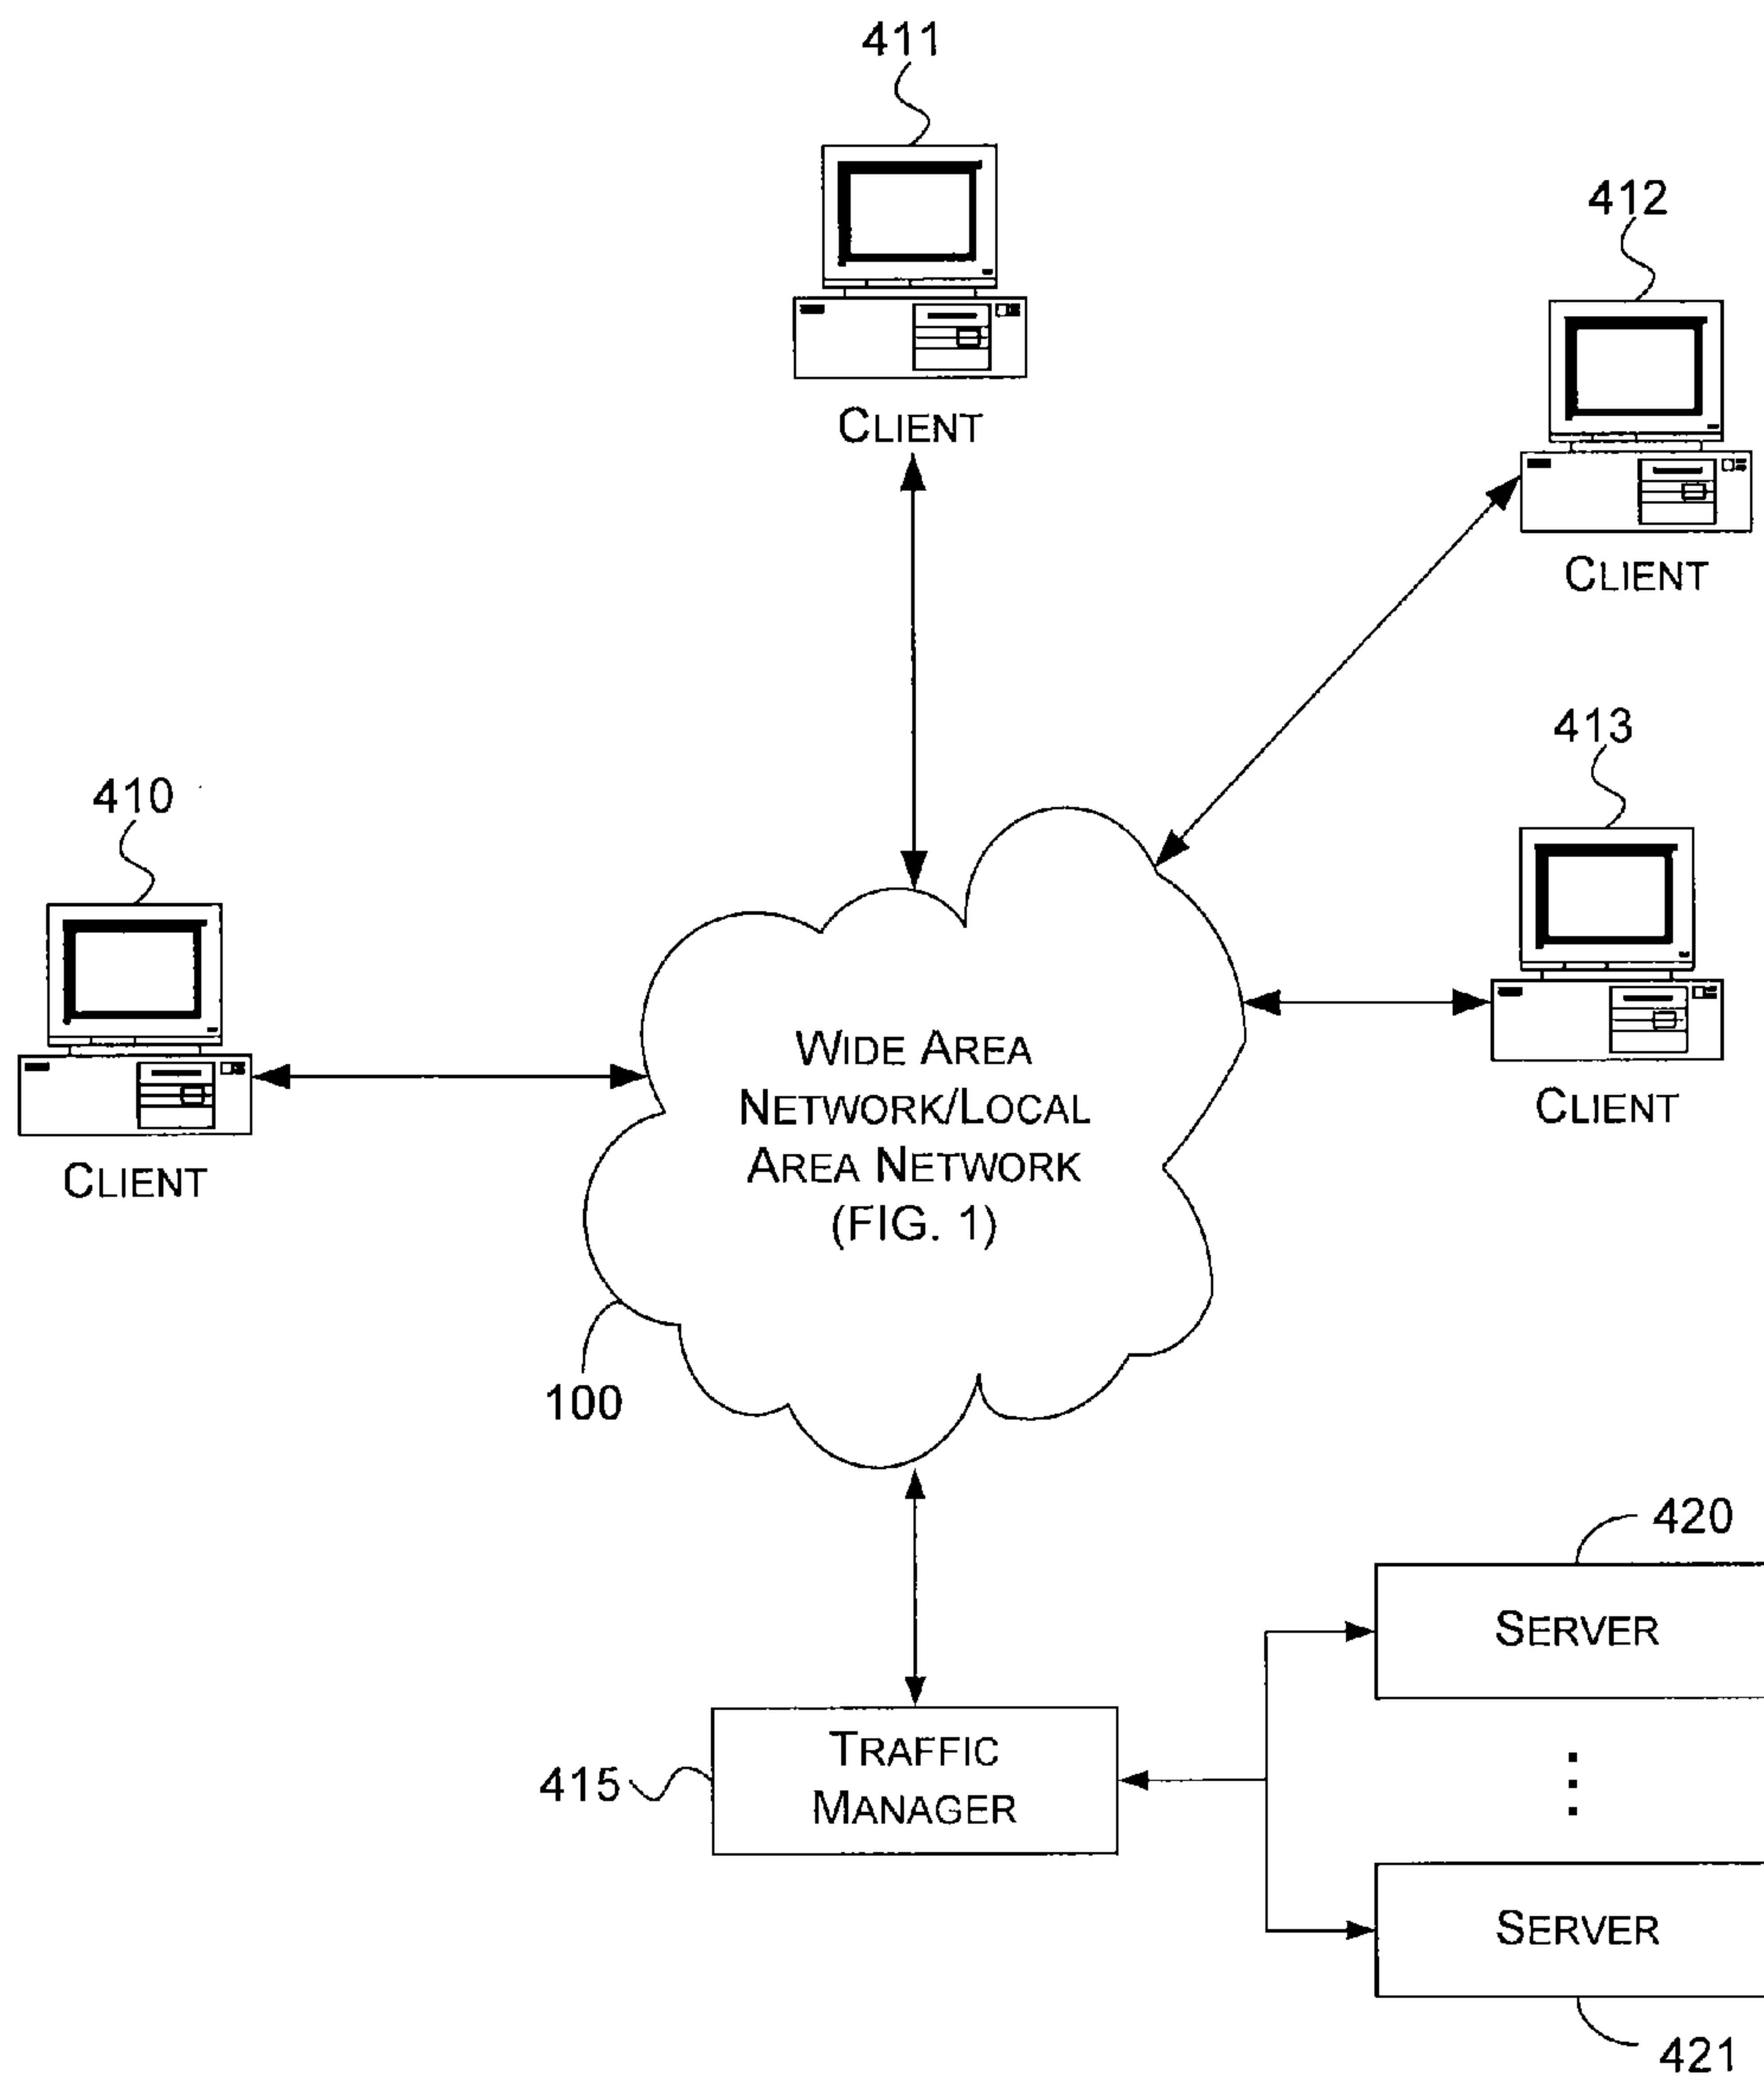 411
412
CLIENT
CLIENT
413
410
WIDE AREA
NETWORK/LOCAL
AREA NETWORK
(FIG. 1)
CLIENT
CLIENT
100
420
SERVER
TRAFFIC
MANAGER
415
SERVER
421